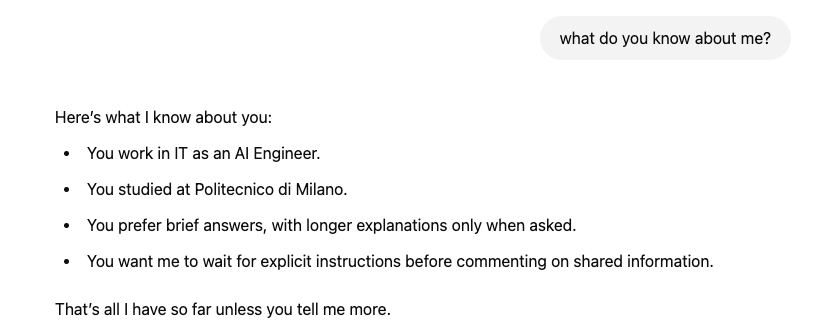 what do you know about me?
Here’s what I know about you:
• You work in IT as an AI Engineer.
• You studied at Politecnico di Milano.
• You prefer brief answers, with longer explanations only when asked.
• You want me to wait for explicit instructions before commenting on shared information.
That’s all I have so far unless you tell me more.